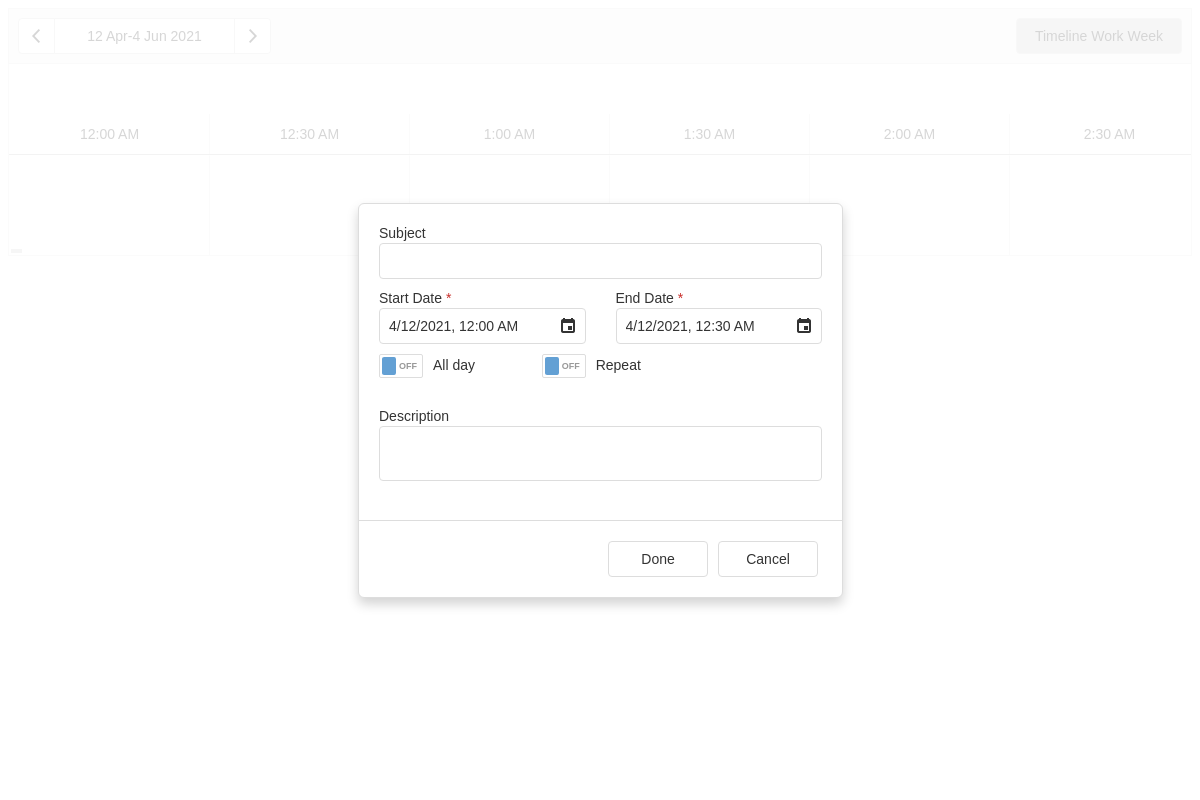 12 Apr-4 Jun 2021
Timeline Work Week
12:00 AM 12:30 AM 1:00 AM 1:30 AM 2:00 AM 2:30 AM
Subject
Start Date * End Date *
4/12/2021, 12:00 AM 4/12/2021, 12:30 AM
OFF All day OFF Repeat
Description
Done Cancel